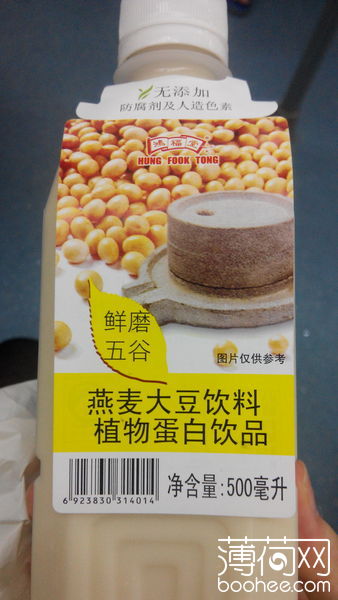 无添加
防腐剂及人造色素
鸿福堂
HUNG FOOK TONG
鲜磨
五谷
图片仅供参考
燕麦大豆饮料
植物蛋白饮品
6 923830 314014
净含量:500毫升
薄荷网
boohee.com